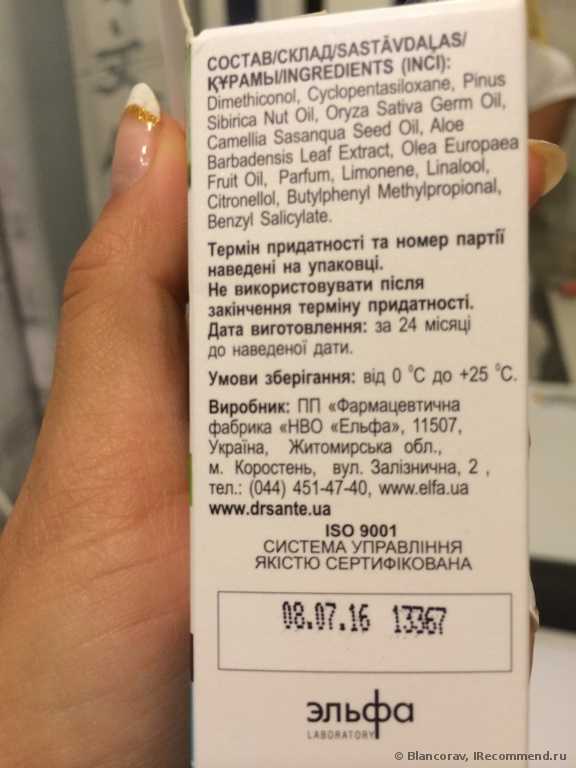 СОСТАВ/СКЛАД/SASTĀVDAĻAS/
ҚҰРАМЫ/INGREDIENTS (INCI):
Dimethiconol, Cyclopentasiloxane, Pinus
Sibirica Nut Oil, Oryza Sativa Germ Oil,
Camellia Sasanqua Seed Oil, Aloe
Barbadensis Leaf Extract, Olea Europaea
Fruit Oil, Parfum, Limonene, Linalool,
Citronellol, Butylphenyl Methylpropional,
Benzyl Salicylate.
Термін придатності та номер партії
наведені на упаковці.
Не використовувати після
закінчення терміну придатності.
Дата виготовлення: за 24 місяці
до наведеної дати.
Умови зберігання: від 0 °С до +25 °С.
Виробник: ПП «Фармацевтична
фабрика «НВО «Ельфа», 11507,
Україна, Житомирська обл.,
м. Коростень, вул. Залізнична, 2 ,
тел.: (044) 451-47-40, www.elfa.ua
www.drsante.ua
ISO 9001
СИСТЕМА УПРАВЛІННЯ
ЯКІСТЮ СЕРТИФІКОВАНА
08.07.16 13367
эльфа
LABORATORY
© Blancorav, IRecommend.ru